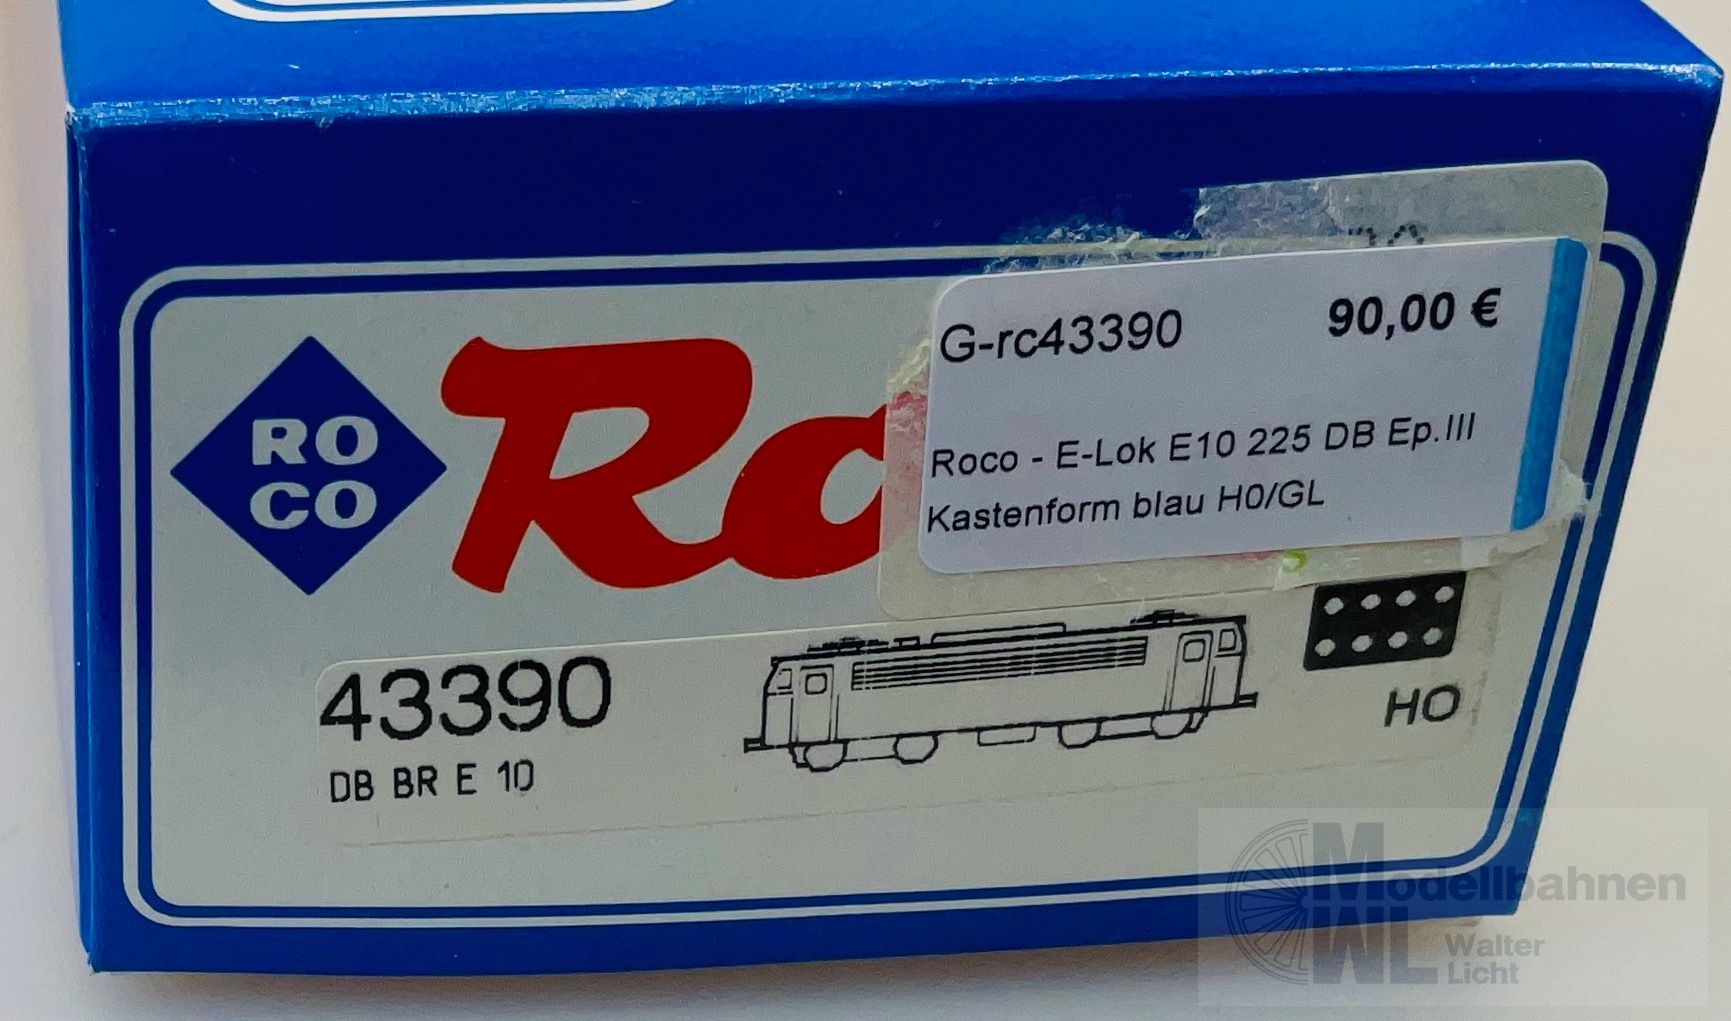 RO
CO
Ro
G-rc43390 90,00 €
Roco - E-Lok E10 225 DB Ep.III
Kastenform blau H0/GL
43390
DB BR E 10
HO
Modellbahnen
WL Walter
Licht